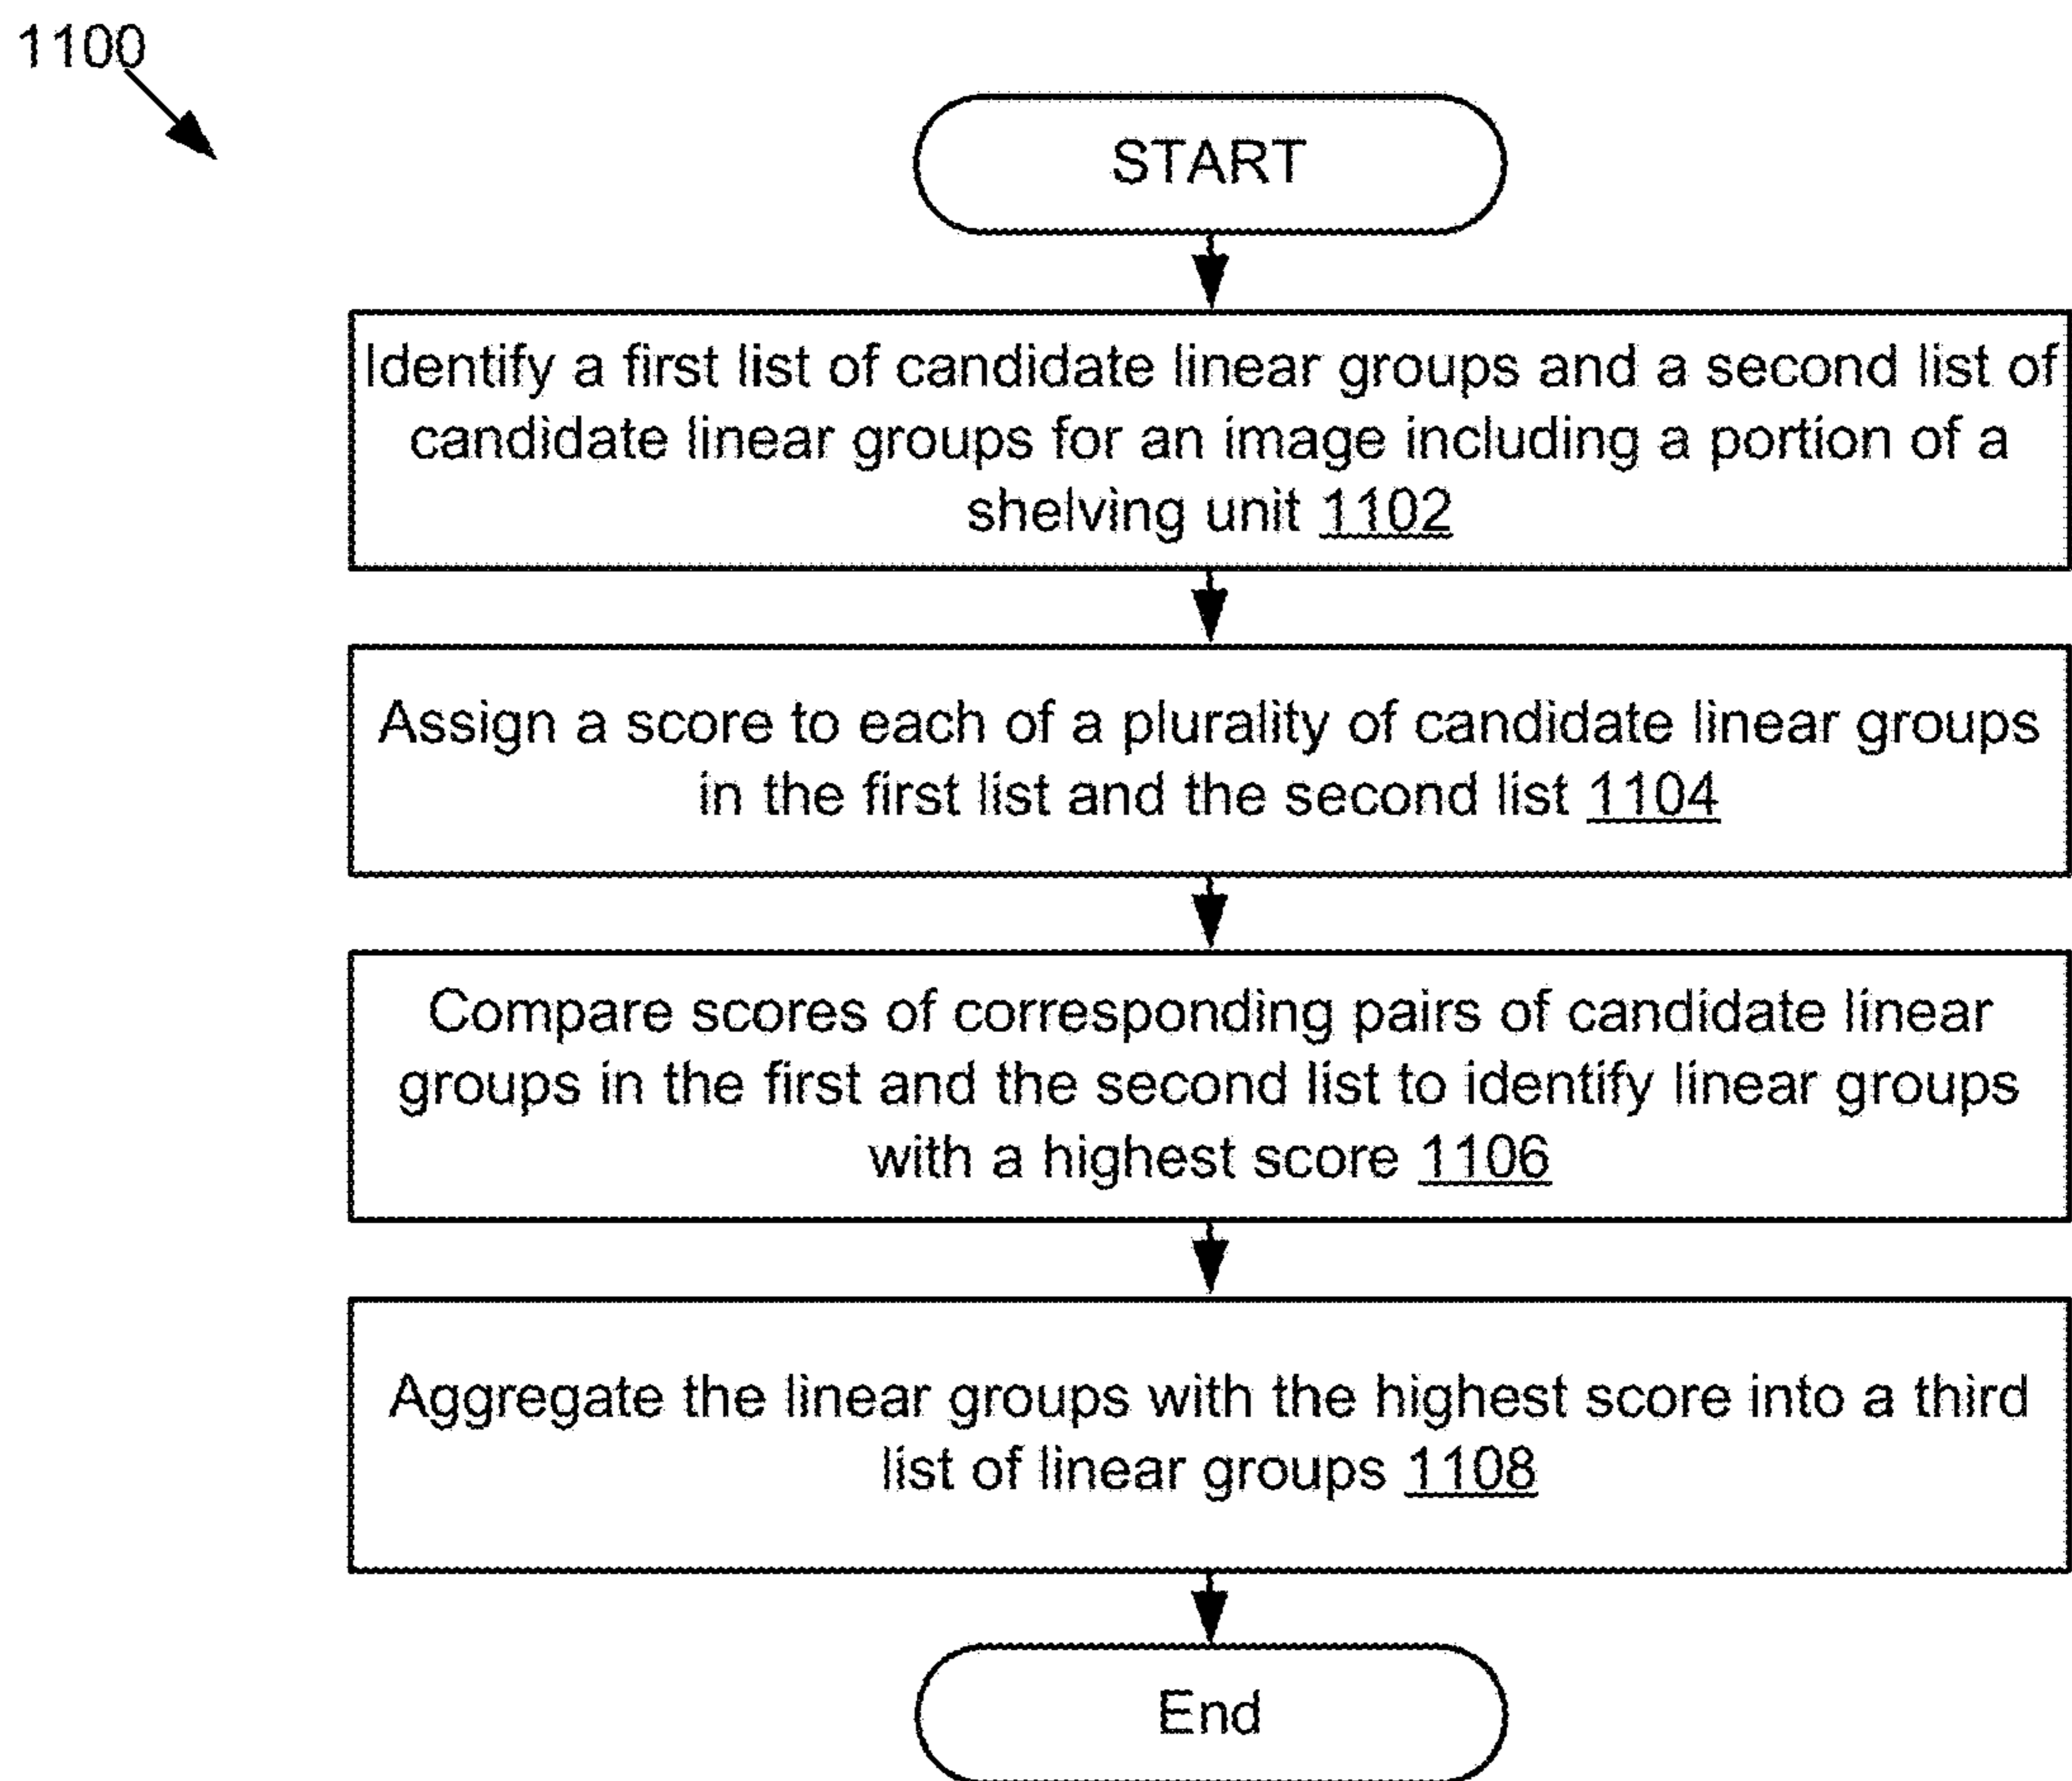 1100
START
Identify a first list of candidate linear groups and a second list of
candidate linear groups for an image including a portion of a
shelving unit 1102
Assign a score to each of a plurality of candidate linear groups
in the first list and the second list 1104
Compare scores of corresponding pairs of candidate linear
groups in the first and the second list to identify linear groups
with a highest score 1106
Aggregate the linear groups with the highest score into a third
list of linear groups 1108
End